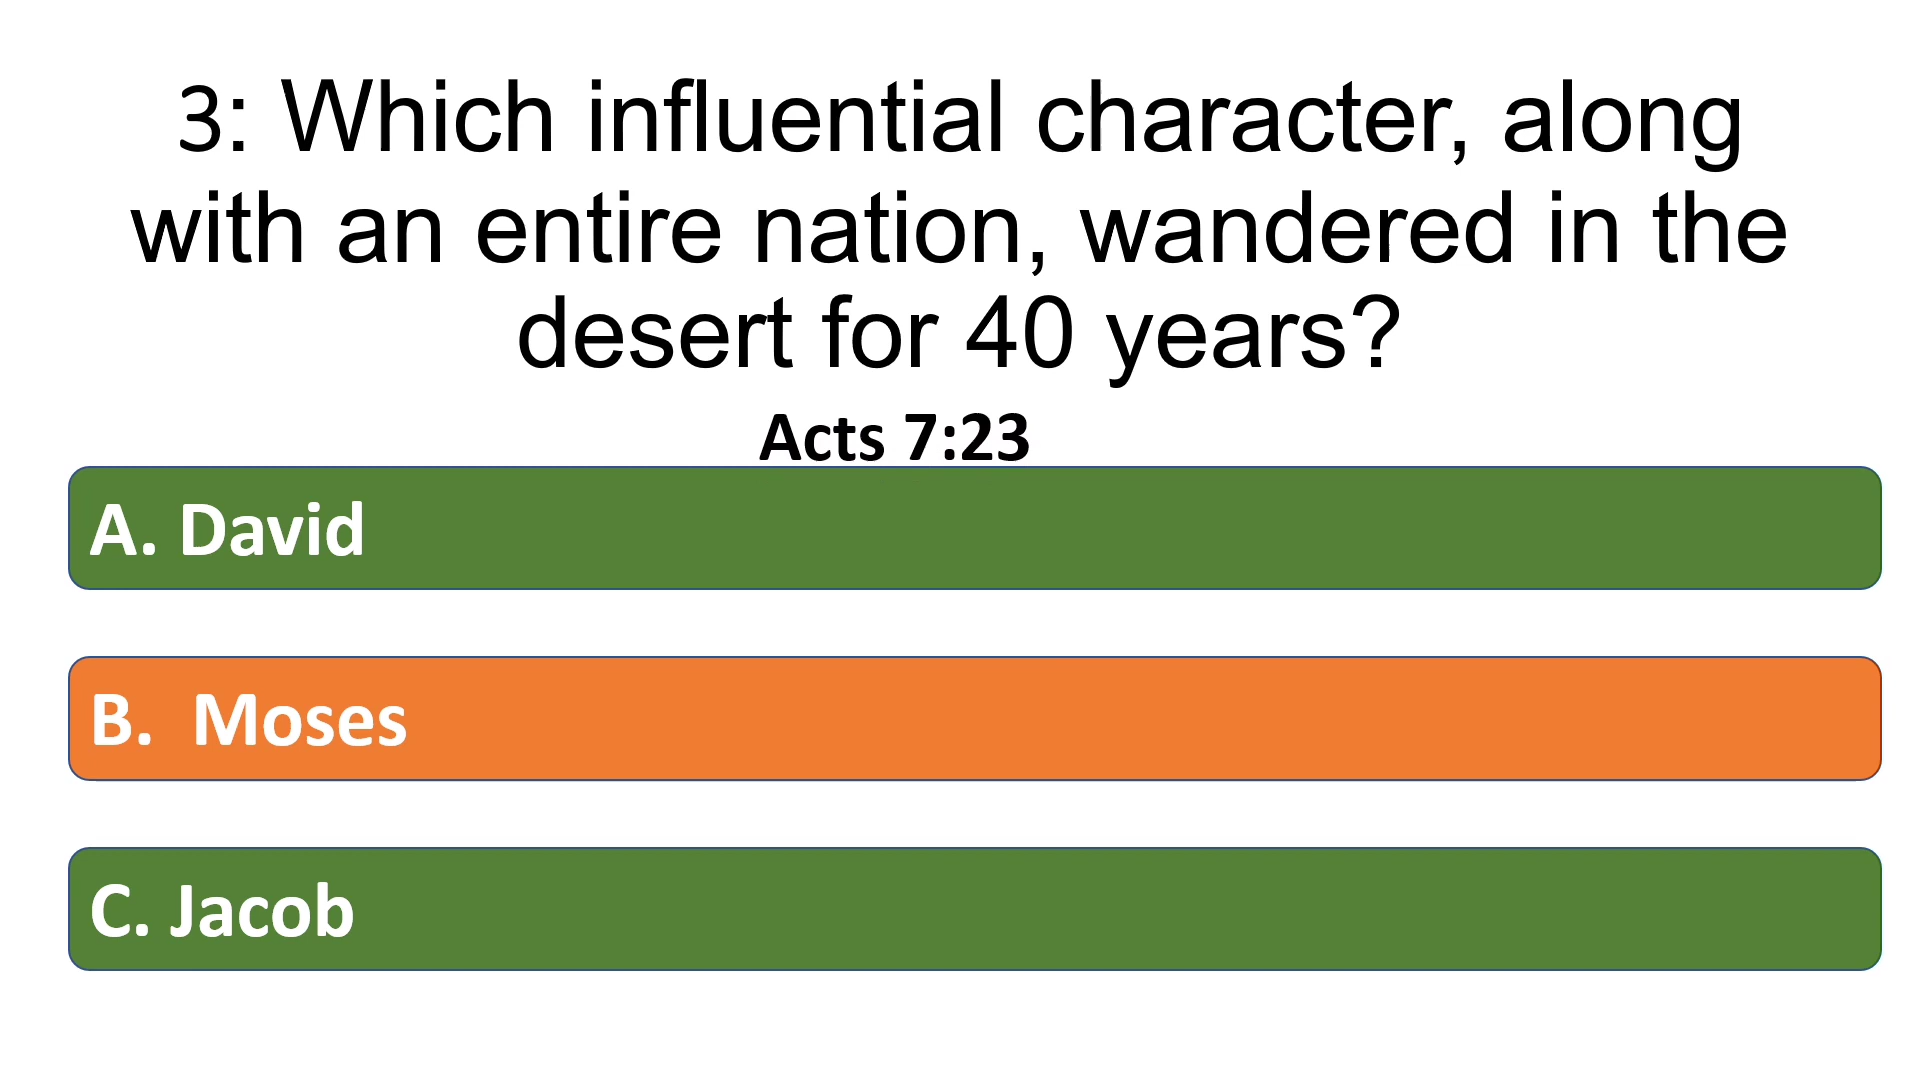 3: Which influential character, along
with an entire nation, wandered in the
desert for 40 years?
Acts 7:23
A. David
B. Moses
C. Jacob